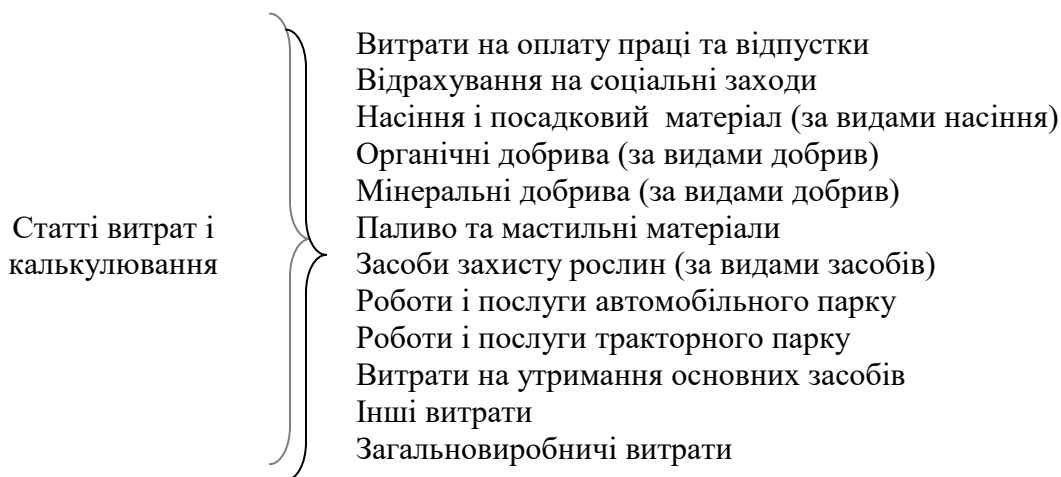 Статті витрат і
калькулювання
Витрати на оплату праці та відпустки
Відрахування на соціальні заходи
Насіння і посадковий матеріал (за видами насіння)
Органічні добрива (за видами добрив)
Мінеральні добрива (за видами добрив)
Паливо та мастильні матеріали
Засоби захисту рослин (за видами засобів)
Роботи і послуги автомобільного парку
Роботи і послуги тракторного парку
Витрати на утримання основних засобів
Інші витрати
Загальновиробничі витрати